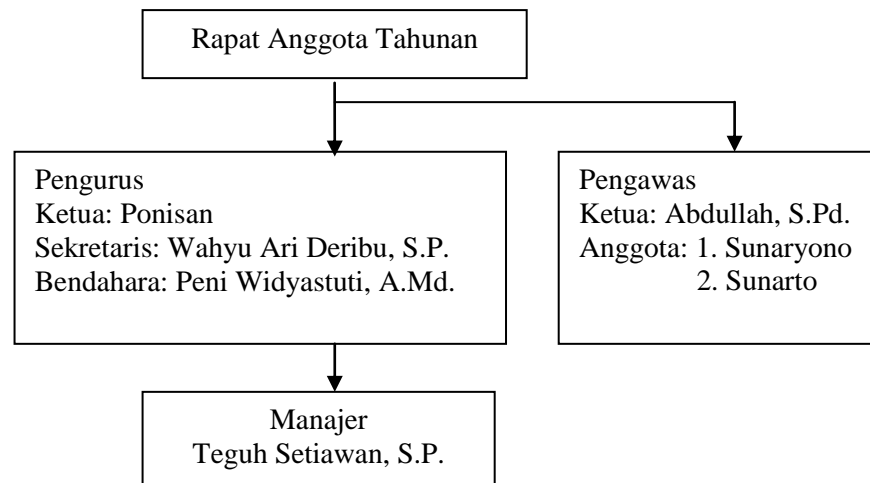 Rapat Anggota Tahunan
Pengurus
Ketua: Ponisan
Sekretaris: Wahyu Ari Deribu, S.P.
Bendahara: Peni Widyastuti, A.Md.
Pengawas
Ketua: Abdullah, S.Pd.
Anggota: 1. Sunaryono
2. Sunarto
Manajer
Teguh Setiawan, S.P.